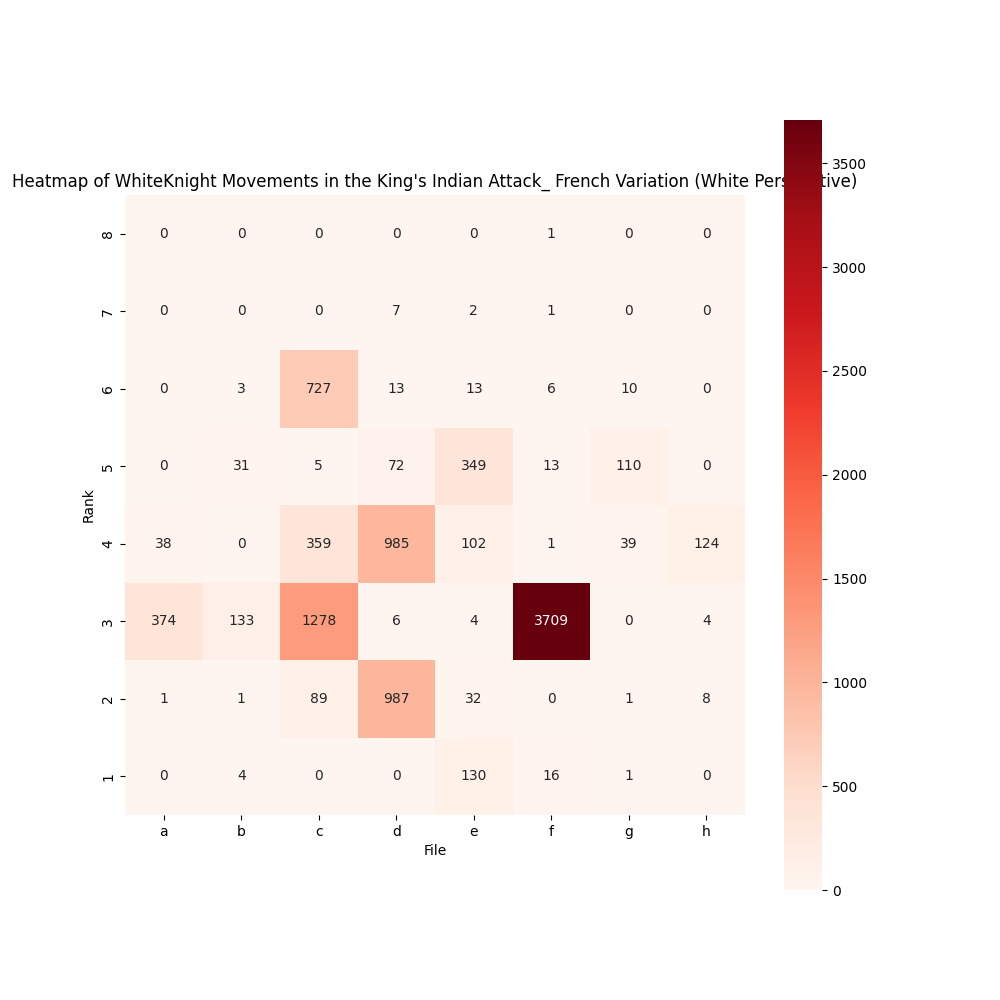 Heatmap of WhiteKnight Movements in the King's Indian Attack_ French Variation (White Pers tive)
8 0 0 0 0 0 1 0 0
7 0 0 0 7 2 1 0 0
6 0 3 727 13 13 6 10 0
5 0 31 5 72 349 13 110 0
4 38 0 359 985 102 1 39 124
3 374 133 1278 6 4 3709 0 4
2 1 1 89 987 32 0 1 8
1 0 4 0 0 130 16 1 0
a b c d e f g h
File
Rank
3500
3000
2500
2000
1500
1000
500
0